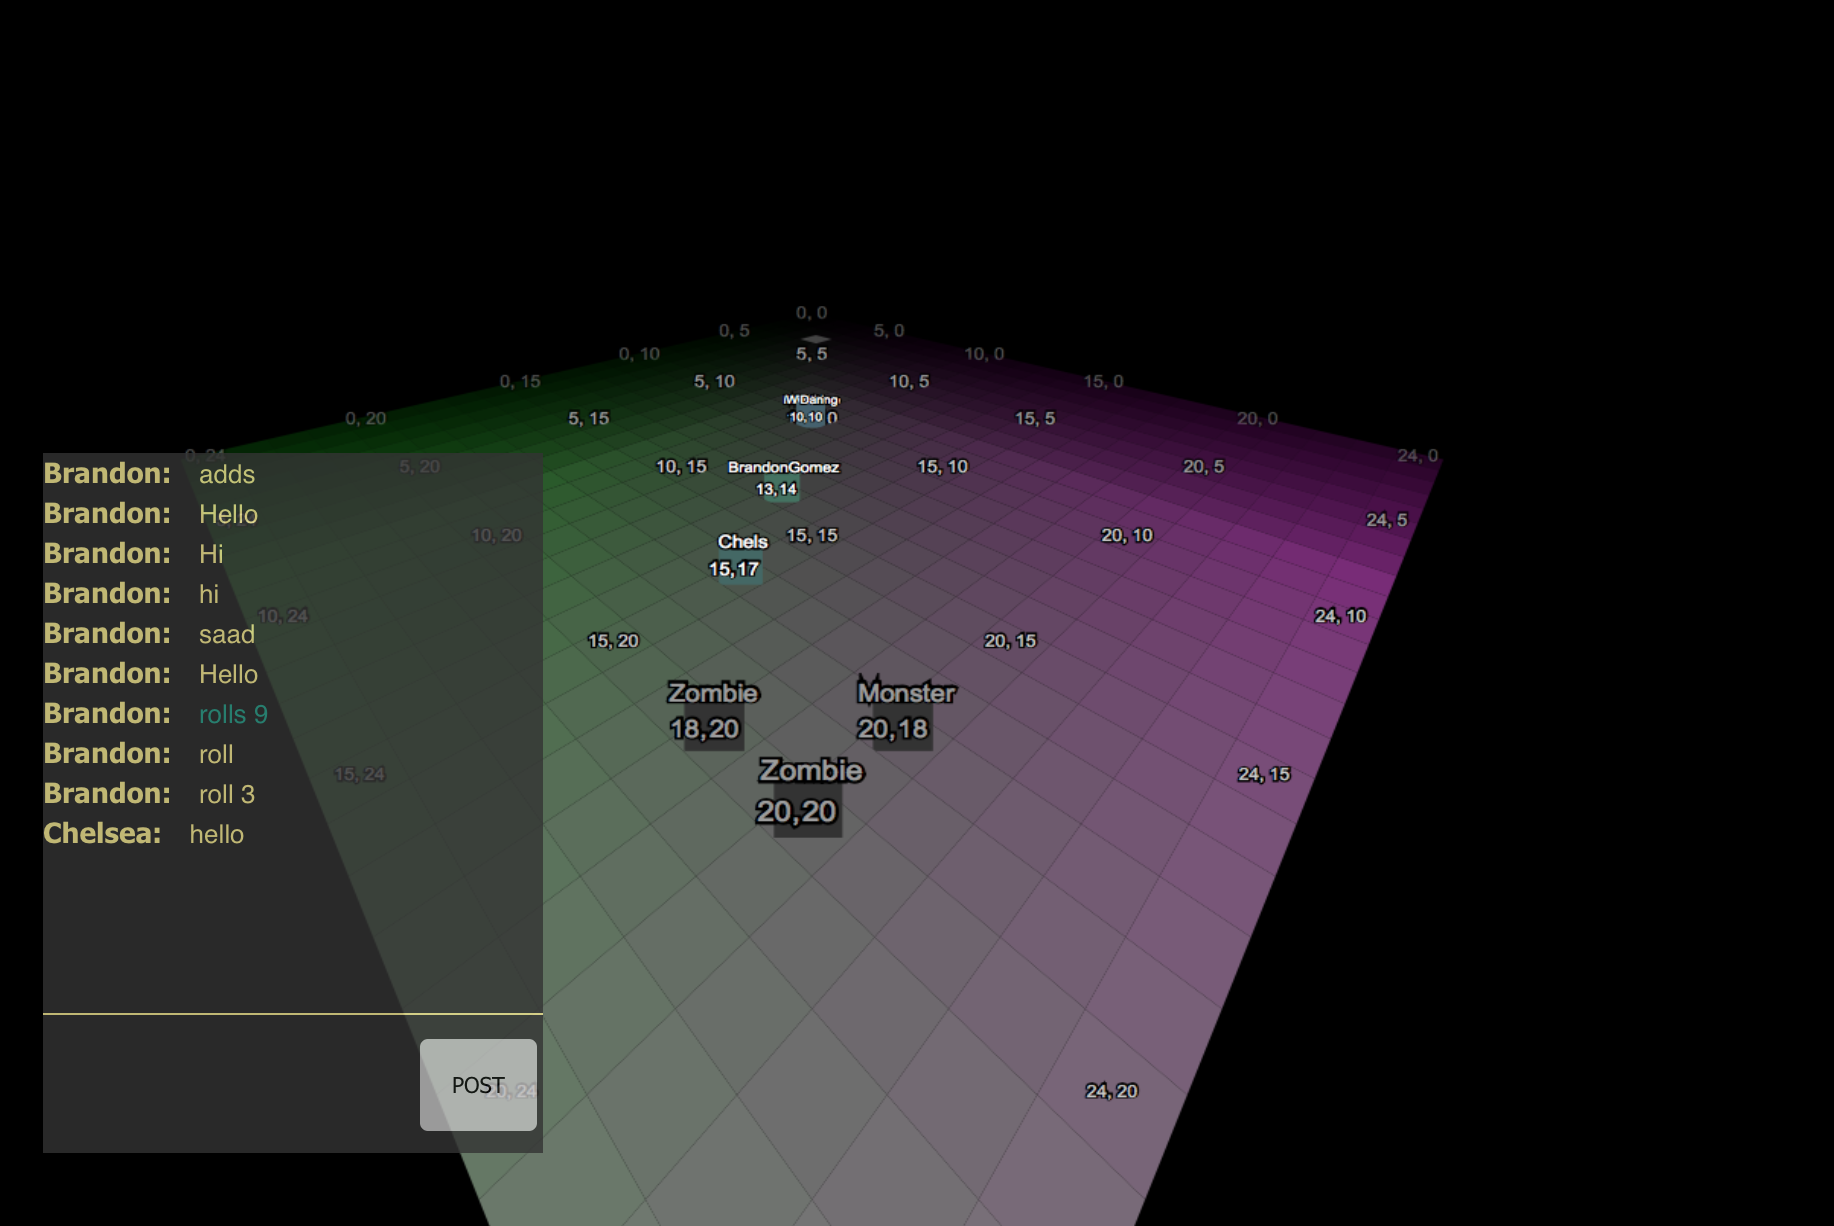 0, 0
0, 5
5, 0
5, 5
0, 10
10, 0
0, 15
5, 10
10, 5
15, 0
10,10
0
0, 20
5, 15
15, 5
20, 0
0, 24
24, 0
5, 20
10, 15
BrandonGomez
15, 10
20, 5
13,14
24, 5
10, 20
Chels
15, 15
20, 10
15,17
10, 24
24, 10
15, 20
20, 15
Zombie
Monster
18,20
20,18
15, 24
Zombie
24, 15
20,20
24, 20
Brandon: adds
Brandon: Hello
Brandon: Hi
Brandon: hi
Brandon: saad
Brandon: Hello
Brandon: rolls 9
Brandon: roll
Brandon: roll 3
Chelsea: hello
POST